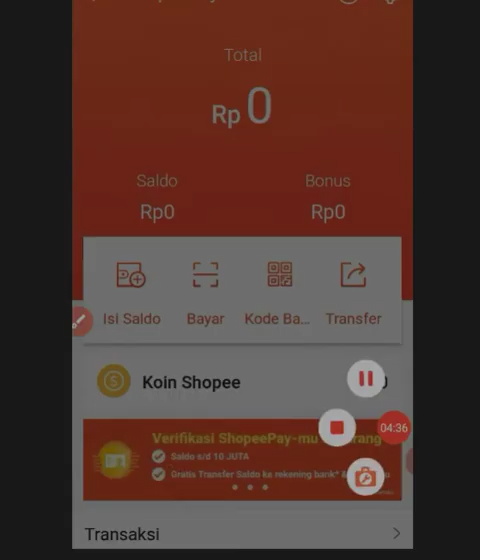 Total
Rp 0
Saldo
Bonus
Rp0
Rp0
Isi Saldo
Bayar
Kode Ba...
Transfer
Koin Shopee
04:36
Verifikasi ShopeePay-mu
Saldo s/d 10 JUTA
Gratis Transfer Saldo ke rekening bank* &
Transaksi